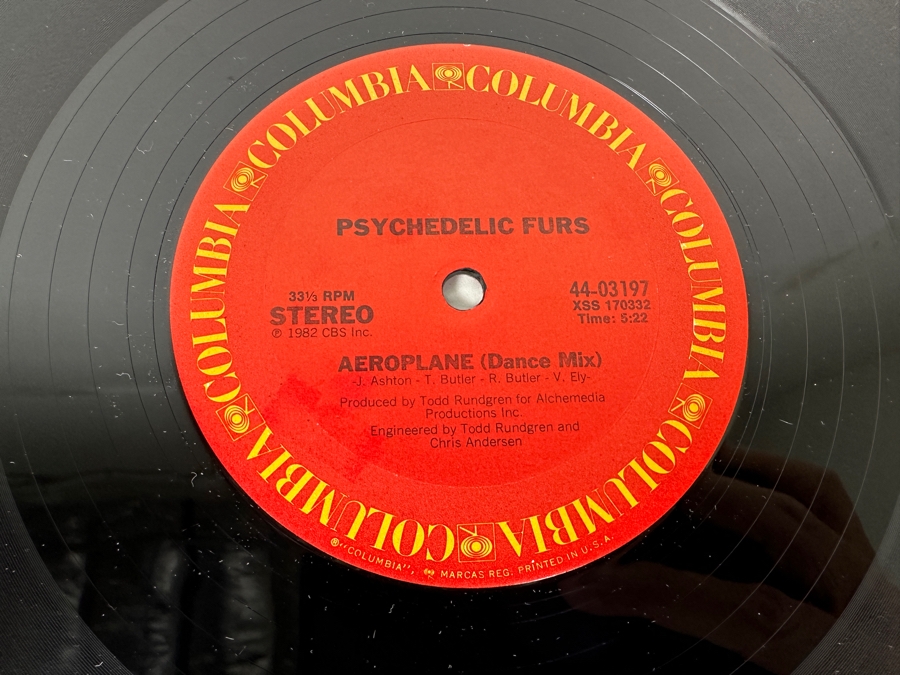 COLUMBIA COLUMBIA COLUMBIA COLUMBIA COLUMBIA COLUMBIA COLUMBIA COLUMBIA
PSYCHEDELIC FURS
33⅓ RPM
STEREO
℗ 1982 CBS Inc.
44-03197
XSS 170332
Time: 5:22
AEROPLANE (Dance Mix)
-J. Ashton - T. Butler - R. Butler - V. Ely-
Produced by Todd Rundgren for Alchemedia
Productions Inc.
Engineered by Todd Rundgren and
Chris Andersen
®"COLUMBIA", MARCAS REG. PRINTED IN U.S.A.